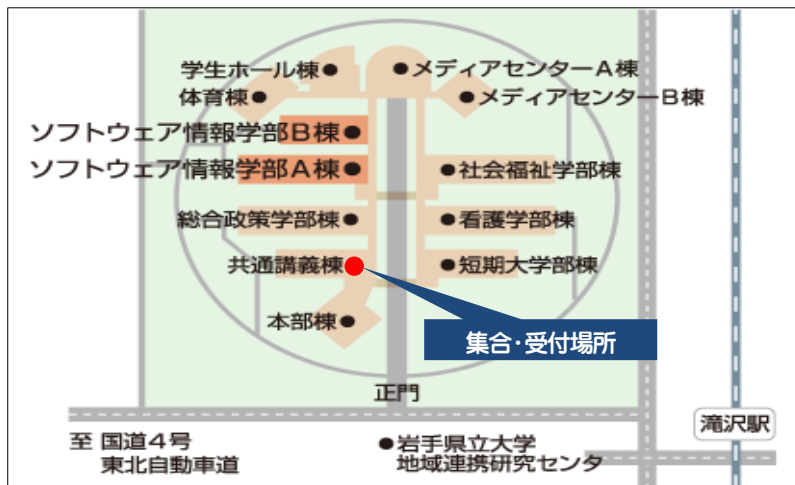 学生ホール棟
メディアセンターA棟
体育棟
メディアセンターB棟
ソフトウェア情報学部B棟
ソフトウェア情報学部A棟
社会福祉学部棟
総合政策学部棟
看護学部棟
共通講義棟
短期大学部棟
本部棟
集合・受付場所
正門
滝沢駅
至 国道4号
東北自動車道
岩手県立大学
地域連携研究センタ